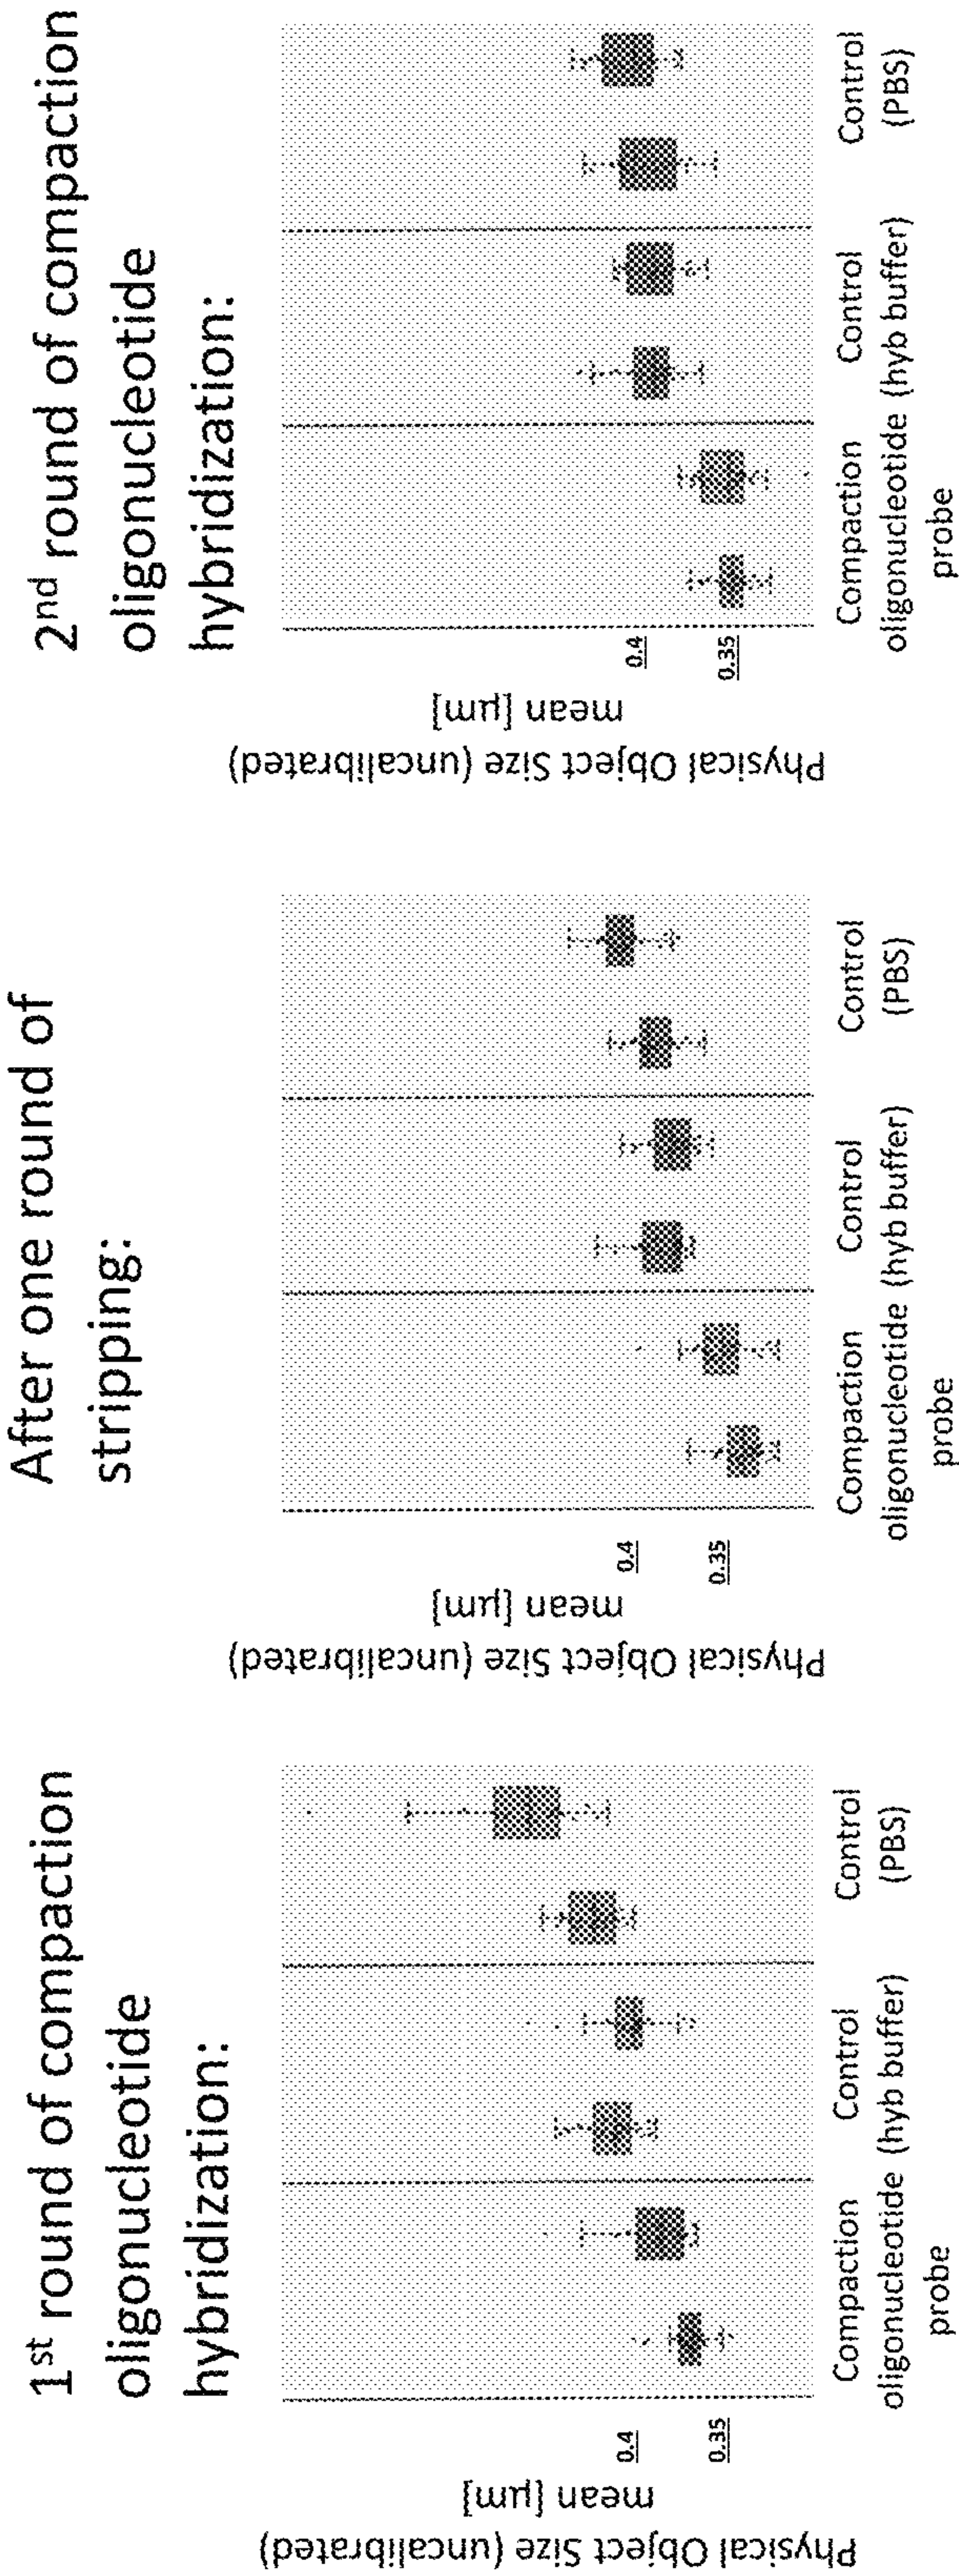 1st round of compaction
oligonucleotide
hybridization:
Physical Object Size (uncalibrated)
mean [µm]
0.4
0.35
Compaction
oligonucleotide
probe
Control
(hyb buffer)
Control
(PBS)
After one round of
stripping:
Physical Object Size (uncalibrated)
mean [µm]
0.4
0.35
Compaction
oligonucleotide
probe
Control
(hyb buffer)
Control
(PBS)
2nd round of compaction
oligonucleotide
hybridization:
Physical Object Size (uncalibrated)
mean [µm]
0.4
0.35
Compaction
oligonucleotide
probe
Control
(hyb buffer)
Control
(PBS)